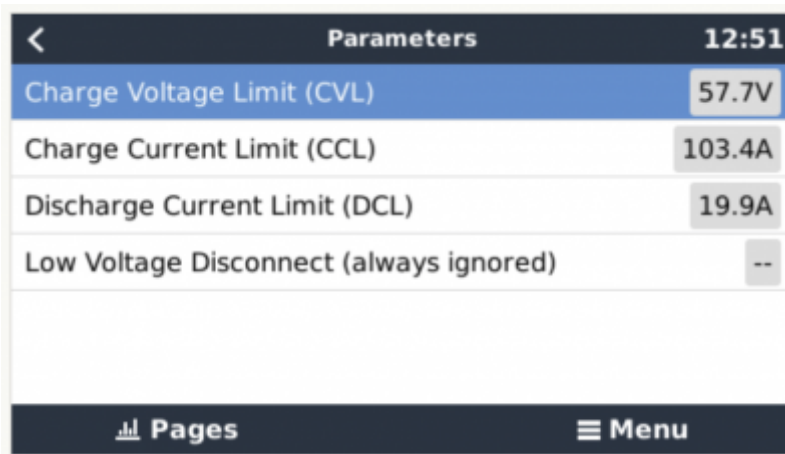 Parameters 12:51
Charge Voltage Limit (CVL) 57.7V
Charge Current Limit (CCL) 103.4A
Discharge Current Limit (DCL) 19.9A
Low Voltage Disconnect (always ignored) --
Pages Menu